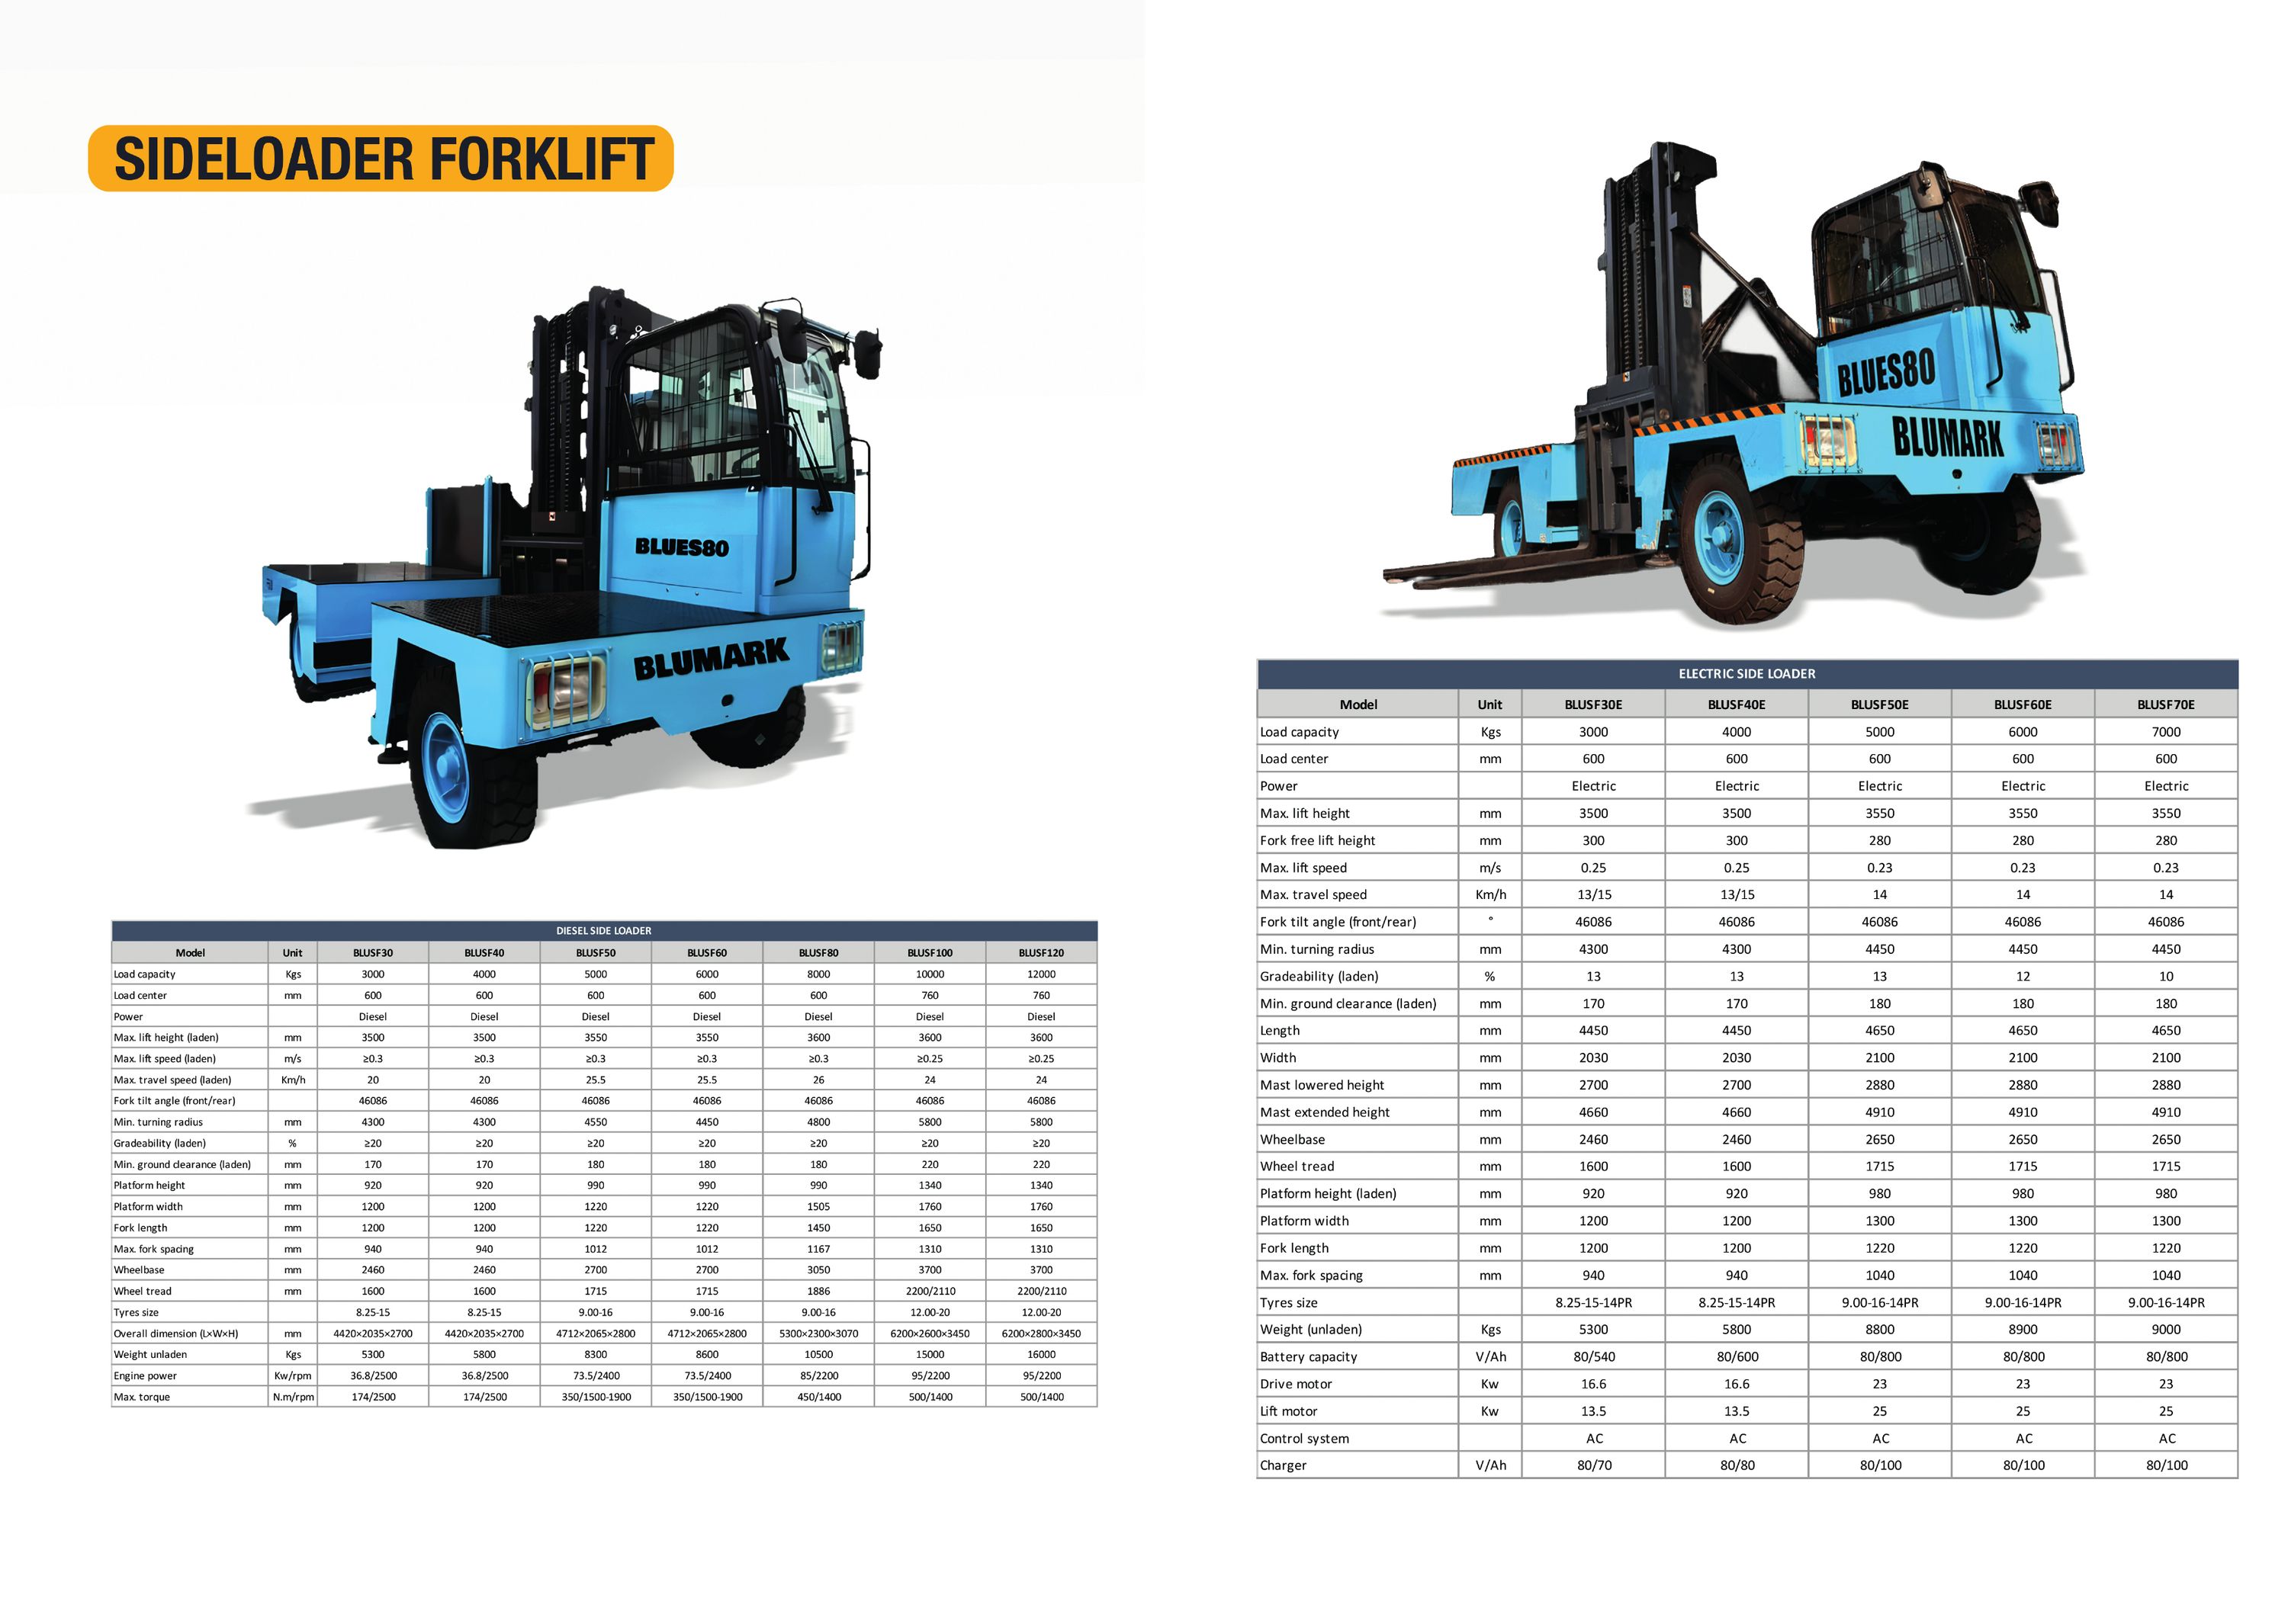 SIDELOADER FORKLIFT
BLUES80
BLUMARK
DIESEL SIDE LOADER
Model Unit BLUSF30 BLUSF40 BLUSF50 BLUSF60 BLUSF80 BLUSF100 BLUSF120
Load capacity Kgs 3000 4000 5000 6000 8000 10000 12000
Load center mm 600 600 600 600 600 760 760
Power Diesel Diesel Diesel Diesel Diesel Diesel Diesel
Max. lift height (laden) mm 3500 3500 3550 3550 3600 3600 3600
Max. lift speed (laden) m/s ≥0.3 ≥0.3 ≥0.3 ≥0.3 ≥0.3 ≥0.25 ≥0.25
Max. travel speed (laden) Km/h 20 20 25.5 25.5 26 24 24
Fork tilt angle (front/rear) 46086 46086 46086 46086 46086 46086 46086
Min. turning radius mm 4300 4300 4550 4450 4800 5800 5800
Gradeability (laden) % ≥20 ≥20 ≥20 ≥20 ≥20 ≥20 ≥20
Min. ground clearance (laden) mm 170 170 180 180 180 220 220
Platform height mm 920 920 990 990 990 1340 1340
Platform width mm 1200 1200 1220 1220 1505 1760 1760
Fork length mm 1200 1200 1220 1220 1450 1650 1650
Max. fork spacing mm 940 940 1012 1012 1167 1310 1310
Wheelbase mm 2460 2460 2700 2700 3050 3700 3700
Wheel tread mm 1600 1600 1715 1715 1886 2200/2110 2200/2110
Tyres size 8.25-15 8.25-15 9.00-16 9.00-16 9.00-16 12.00-20 12.00-20
Overall dimension (L×W×H) mm 4420×2035×2700 4420×2035×2700 4712×2065×2800 4712×2065×2800 5300×2300×3070 6200×2600×3450 6200×2800×3450
Weight unladen Kgs 5300 5800 8300 8600 10500 15000 16000
Engine power Kw/rpm 36.8/2500 36.8/2500 73.5/2400 73.5/2400 85/2200 95/2200 95/2200
Max. torque N.m/rpm 174/2500 174/2500 350/1500-1900 350/1500-1900 450/1400 500/1400 500/1400
BLUES80
BLUMARK
ELECTRIC SIDE LOADER
Model Unit BLUSF30E BLUSF40E BLUSF50E BLUSF60E BLUSF70E
Load capacity Kgs 3000 4000 5000 6000 7000
Load center mm 600 600 600 600 600
Power Electric Electric Electric Electric Electric
Max. lift height mm 3500 3500 3550 3550 3550
Fork free lift height mm 300 300 280 280 280
Max. lift speed m/s 0.25 0.25 0.23 0.23 0.23
Max. travel speed Km/h 13/15 13/15 14 14 14
Fork tilt angle (front/rear) ° 46086 46086 46086 46086 46086
Min. turning radius mm 4300 4300 4450 4450 4450
Gradeability (laden) % 13 13 13 12 10
Min. ground clearance (laden) mm 170 170 180 180 180
Length mm 4450 4450 4650 4650 4650
Width mm 2030 2030 2100 2100 2100
Mast lowered height mm 2700 2700 2880 2880 2880
Mast extended height mm 4660 4660 4910 4910 4910
Wheelbase mm 2460 2460 2650 2650 2650
Wheel tread mm 1600 1600 1715 1715 1715
Platform height (laden) mm 920 920 980 980 980
Platform width mm 1200 1200 1300 1300 1300
Fork length mm 1200 1200 1220 1220 1220
Max. fork spacing mm 940 940 1040 1040 1040
Tyres size 8.25-15-14PR 8.25-15-14PR 9.00-16-14PR 9.00-16-14PR 9.00-16-14PR
Weight (unladen) Kgs 5300 5800 8800 8900 9000
Battery capacity V/Ah 80/540 80/600 80/800 80/800 80/800
Drive motor Kw 16.6 16.6 23 23 23
Lift motor Kw 13.5 13.5 25 25 25
Control system AC AC AC AC AC
Charger V/Ah 80/70 80/80 80/100 80/100 80/100